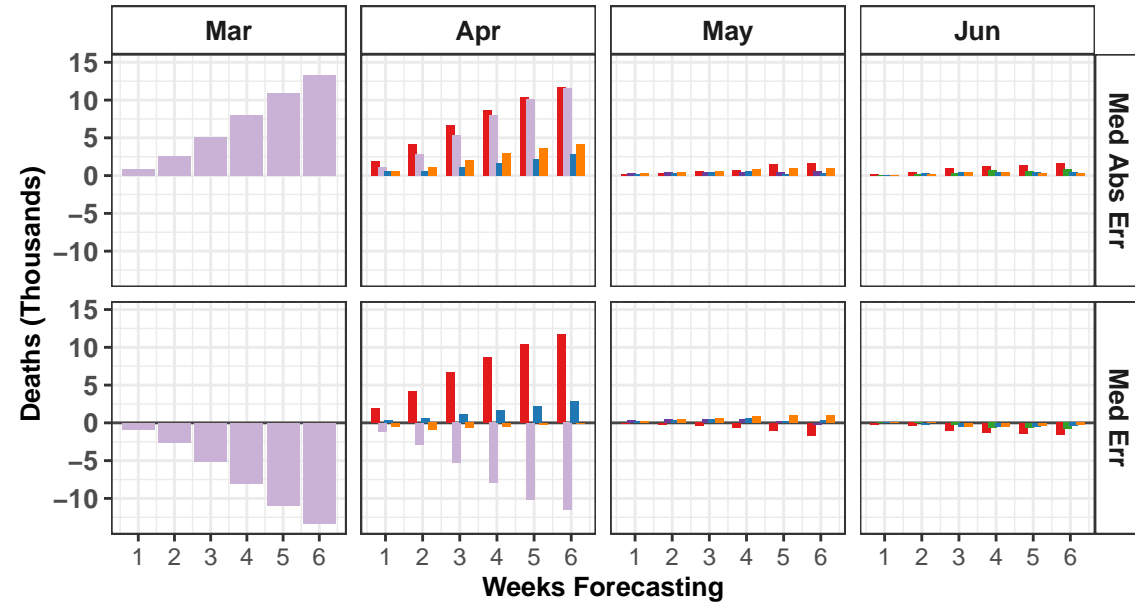 Mar Apr May Jun
15
10
5
0
−5
−10
Med Abs Err
15
10
5
0
−5
−10
Med Err
Deaths (Thousands)
1 2 3 4 5 6 1 2 3 4 5 6 1 2 3 4 5 6 1 2 3 4 5 6
Weeks Forecasting